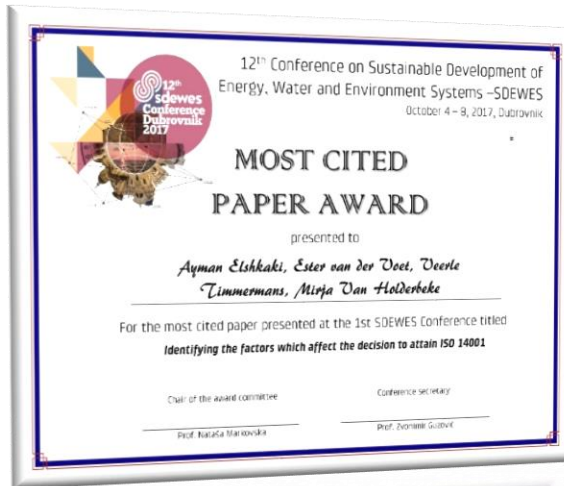 12th
sdewes
Conference
Dubrovnik
2017
12th Conference on Sustainable Development of
Energy, Water and Environment Systems –SDEWES
October 4 – 8, 2017, Dubrovnik
MOST CITED
PAPER AWARD
presented to
Ayman Elshkaki, Ester van der Voet, Veerle
Timmermans, Mirja Van Holderbeke
For the most cited paper presented at the 1st SDEWES Conference titled
Identifying the factors which affect the decision to attain ISO 14001
Chair of the award committee
Conference secretary
Prof. Nataša Markovska
Prof. Zvonimir Guzović